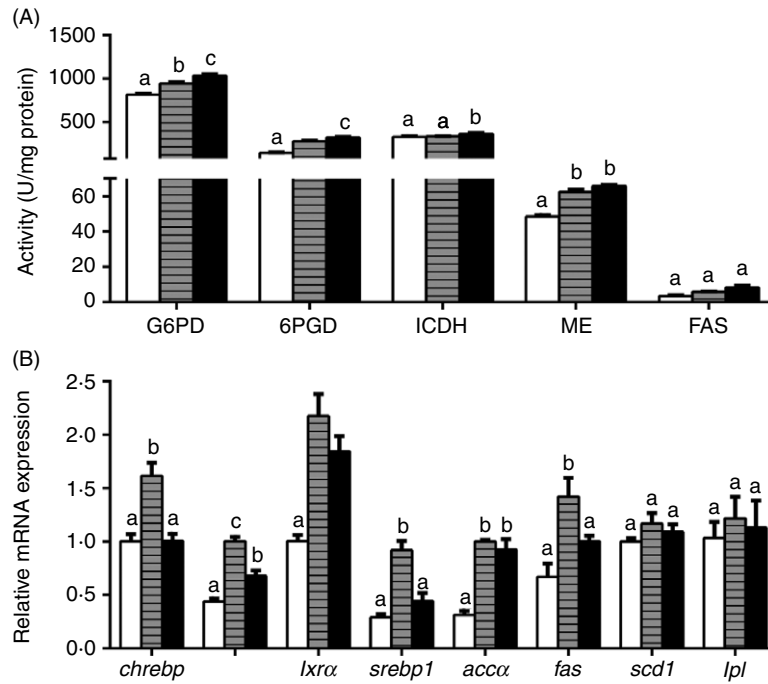 (A)
1500
1000
500
60
40
20
0
Activity (U/mg protein)
a b c
a c
a a b
a b b
a a a
G6PD 6PGD ICDH ME FAS
(B)
2·5
2·0
1·5
1·0
0·5
0·0
Relative mRNA expression
a b a
a c b
a
a b a
a b b
a b a
a a a
a a a
chrebp lxrα srebp1 accα fas scd1 lpl